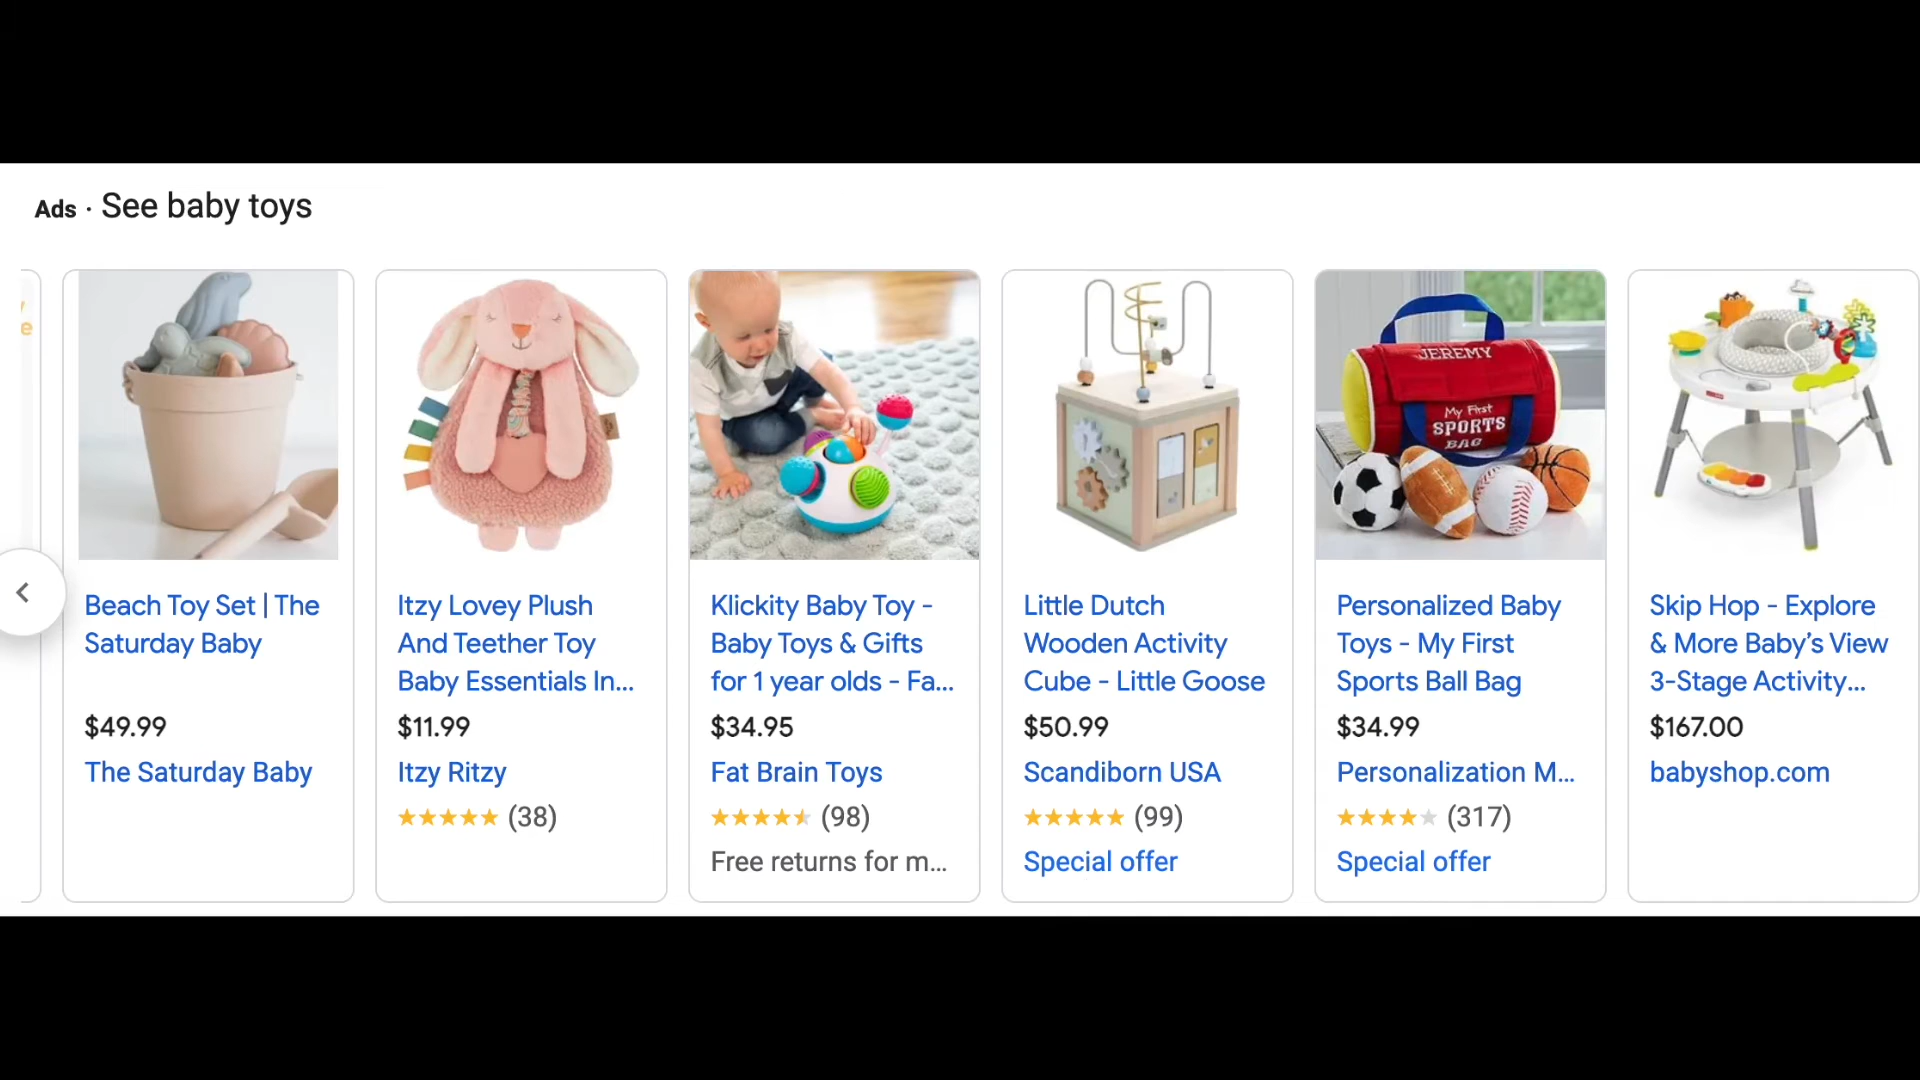 Ads · See baby toys
JEREMY
My First
SPORTS
BAG
Beach Toy Set | The
Saturday Baby
$49.99
The Saturday Baby
Itzy Lovey Plush
And Teether Toy
Baby Essentials In...
$11.99
Itzy Ritzy
(38)
Klickity Baby Toy -
Baby Toys & Gifts
for 1 year olds - Fa...
$34.95
Fat Brain Toys
(98)
Free returns for m...
Little Dutch
Wooden Activity
Cube - Little Goose
$50.99
Scandiborn USA
(99)
Special offer
Personalized Baby
Toys - My First
Sports Ball Bag
$34.99
Personalization M...
(317)
Special offer
Skip Hop - Explore
& More Baby’s View
3-Stage Activity...
$167.00
babyshop.com